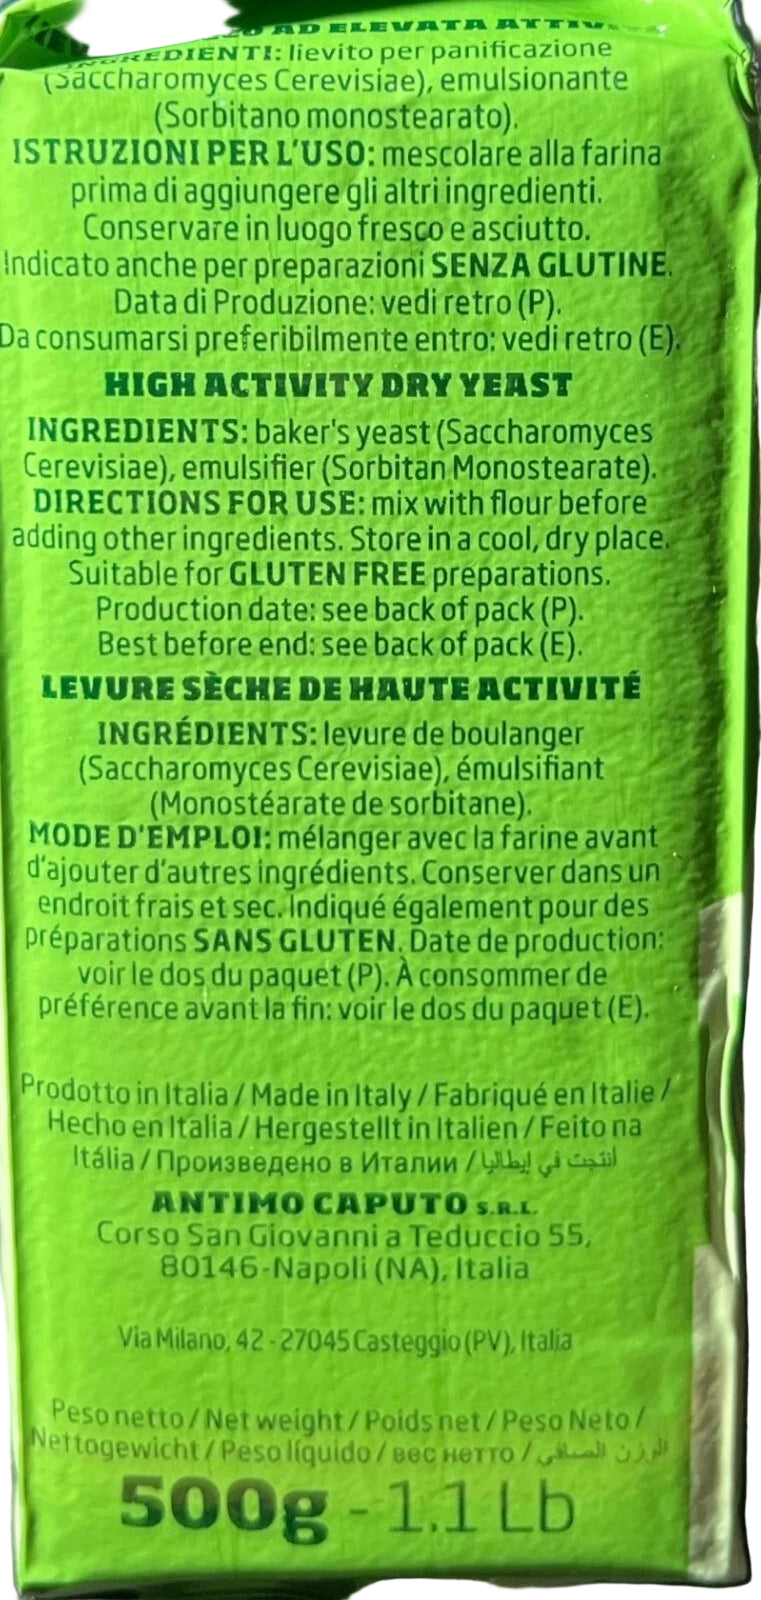 AD ELEVATA
INGREDIENTI: lievito per panificazione
(Saccharomyces Cerevisiae), emulsionante
(Sorbitano monostearato).
ISTRUZIONI PER L'USO: mescolare alla farina
prima di aggiungere gli altri ingredienti.
Conservare in luogo fresco e asciutto.
Indicato anche per preparazioni SENZA GLUTINE.
Data di Produzione: vedi retro (P).
Da consumarsi preferibilmente entro: vedi retro (E).
HIGH ACTIVITY DRY YEAST
INGREDIENTS: baker's yeast (Saccharomyces
Cerevisiae), emulsifier (Sorbitan Monostearate).
DIRECTIONS FOR USE: mix with flour before
adding other ingredients. Store in a cool, dry place.
Suitable for GLUTEN FREE preparations.
Production date: see back of pack (P).
Best before end: see back of pack (E).
LEVURE SÈCHE DE HAUTE ACTIVITÉ
INGRÉDIENTS: levure de boulanger
(Saccharomyces Cerevisiae), émulsifiant
(Monostéarate de sorbitane).
MODE D'EMPLOI: mélanger avec la farine avant
d'ajouter d'autres ingrédients. Conserver dans un
endroit frais et sec. Indiqué également pour des
préparations SANS GLUTEN. Date de production:
voir le dos du paquet (P). À consommer de
préférence avant la fin: voir le dos du paquet (E).
Prodotto in Italia / Made in Italy / Fabriqué en Italie /
Hecho en Italia / Hergestellt in Italien / Feito na
Itália / Произведено в Италии / أنتجت في إيطاليا
ANTIMO CAPUTO S.R.L.
Corso San Giovanni a Teduccio 55,
80146-Napoli (NA), Italia
Via Milano, 42 - 27045 Casteggio (PV), Italia
Peso netto / Net weight / Poids net / Peso Neto /
Nettogewicht / Peso líquido / вес нетто / الوزن الصافي
500g - 1.1 Lb